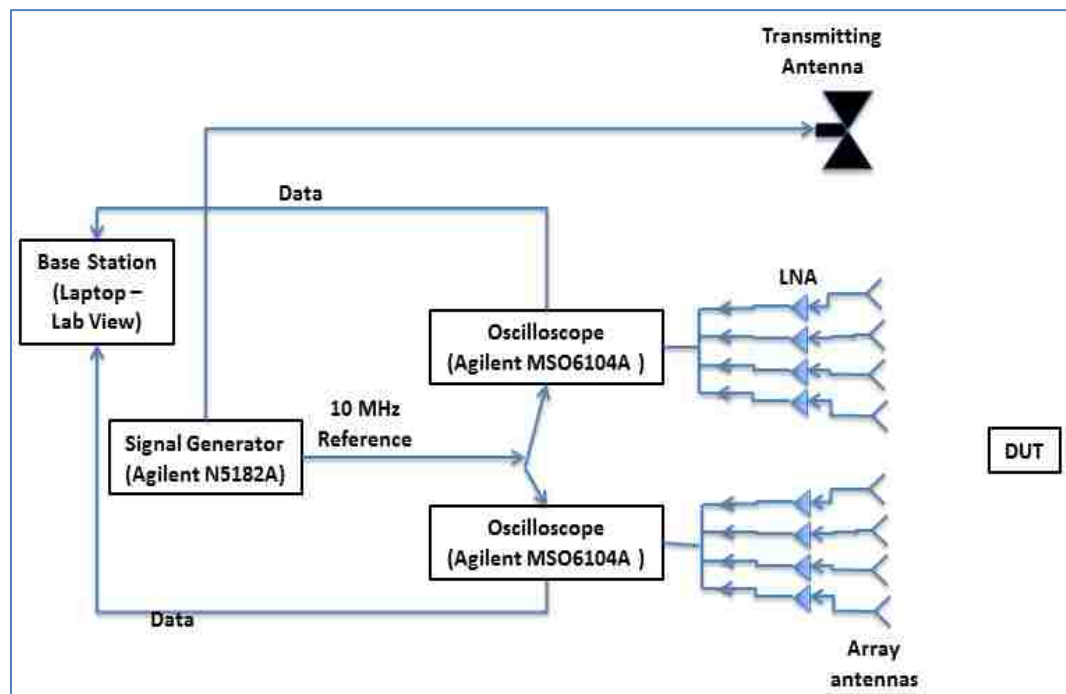 Transmitting
Antenna
Data
Base Station
(Laptop –
Lab View)
LNA
Oscilloscope
(Agilent MSO6104A )
10 MHz
Reference
Signal Generator
(Agilent N5182A)
DUT
Oscilloscope
(Agilent MSO6104A )
Data
Array
antennas